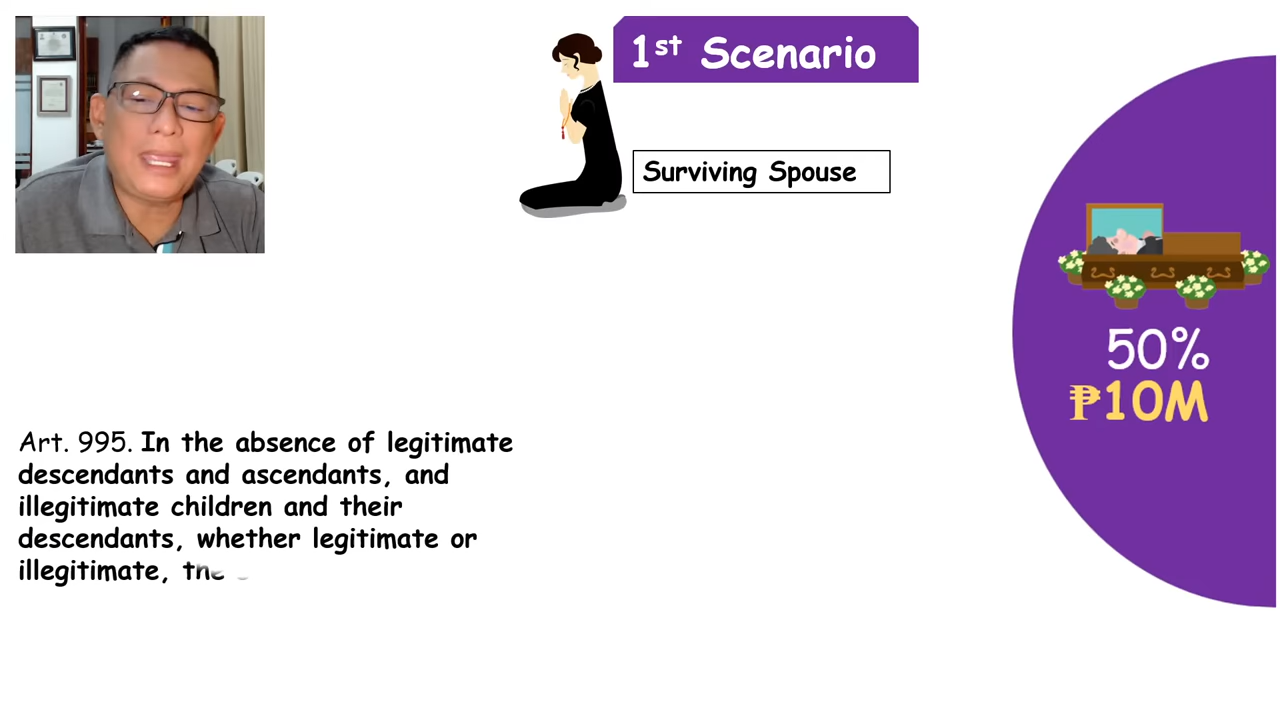 1st Scenario
Surviving Spouse
50%
₱10M
Art. 995. In the absence of legitimate
descendants and ascendants, and
illegitimate children and their
descendants, whether legitimate or
illegitimate, the